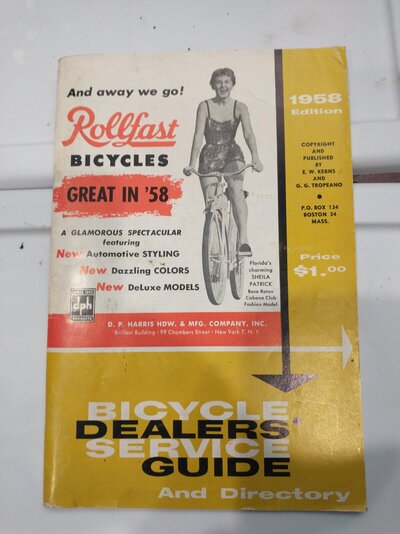 And away we go!
Rollfast
BICYCLES
GREAT IN '58
A GLAMOROUS SPECTACULAR
featuring
New Automotive STYLING
New Dazzling COLORS
New DeLuxe MODELS
Florida's
charming
SHEILA
PATRICK
Boca Raton
Cabana Club
Fashion Model
dph
PRODUCTS
D. P. HARRIS HDW. & MFG. COMPANY, INC.
Rollfast Building · 99 Chambers Street · New York 7, N. Y.
1958
Edition
COPYRIGHT
AND
PUBLISHED
BY
E. W. KERNS
AND
G. G. TROPEANO
P.O. BOX 134
BOSTON 34
MASS.
Price
$1.00
BICYCLE
DEALERS'
SERVICE
GUIDE
And Directory